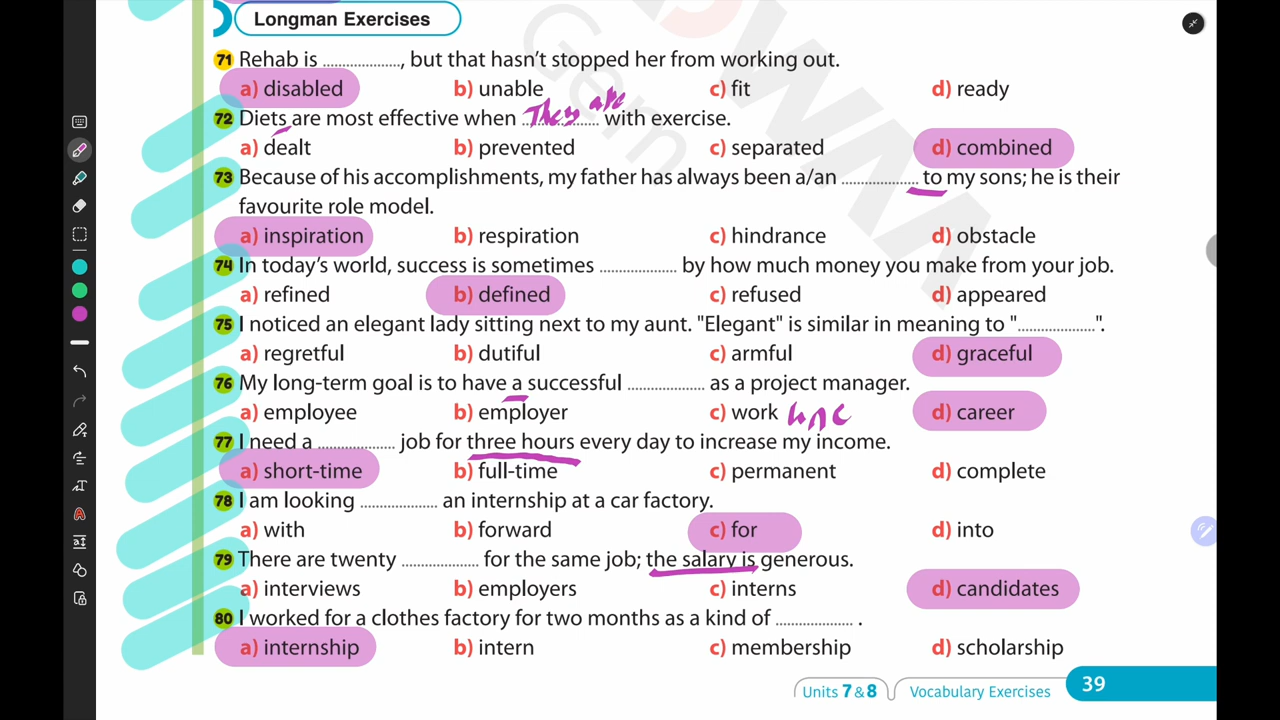 Longman Exercises
71 Rehab is ...................., but that hasn't stopped her from working out.
a) disabled b) unable c) fit d) ready
72 Diets are most effective when .................... with exercise.
They are
a) dealt b) prevented c) separated d) combined
73 Because of his accomplishments, my father has always been a/an .................... to my sons; he is their
favourite role model.
a) inspiration b) respiration c) hindrance d) obstacle
74 In today's world, success is sometimes .................... by how much money you make from your job.
a) refined b) defined c) refused d) appeared
75 I noticed an elegant lady sitting next to my aunt. "Elegant" is similar in meaning to "....................".
a) regretful b) dutiful c) armful d) graceful
76 My long-term goal is to have a successful .................... as a project manager.
a) employee b) employer c) work d) career
77 I need a .................... job for three hours every day to increase my income.
a) short-time b) full-time c) permanent d) complete
78 I am looking .................... an internship at a car factory.
a) with b) forward c) for d) into
79 There are twenty .................... for the same job; the salary is generous.
a) interviews b) employers c) interns d) candidates
80 I worked for a clothes factory for two months as a kind of .................... .
a) internship b) intern c) membership d) scholarship
Units 7 & 8 Vocabulary Exercises 39